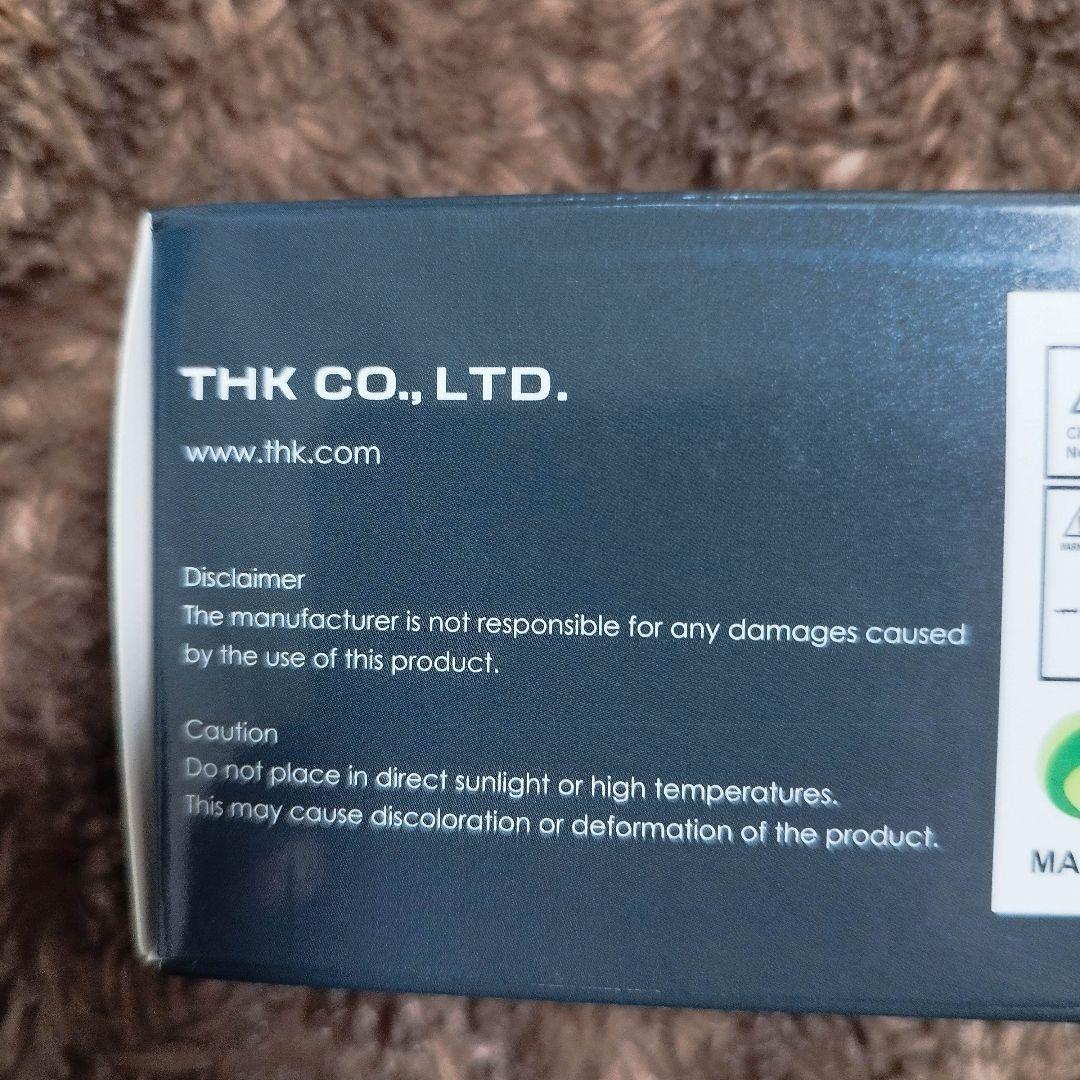 THK CO., LTD.
www.thk.com
Disclaimer
The manufacturer is not responsible for any damages caused
by the use of this product.
Caution
Do not place in direct sunlight or high temperatures.
This may cause discoloration or deformation of the product.
MA